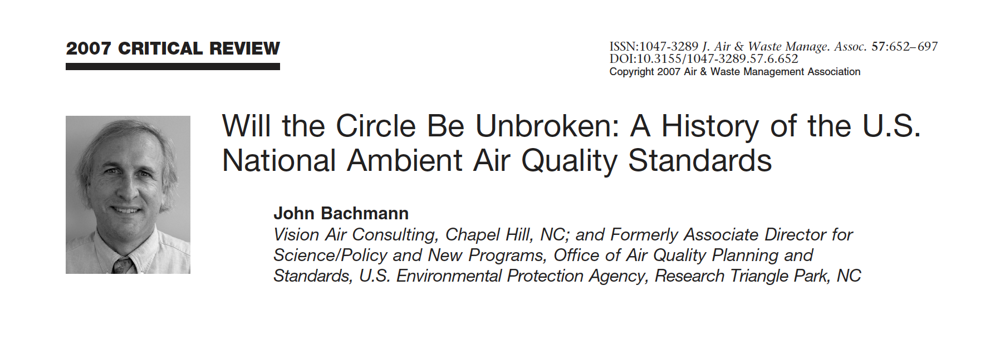 2007 CRITICAL REVIEW
ISSN:1047-3289 J. Air & Waste Manage. Assoc. 57:652–697
DOI:10.3155/1047-3289.57.6.652
Copyright 2007 Air & Waste Management Association
Will the Circle Be Unbroken: A History of the U.S.
National Ambient Air Quality Standards
John Bachmann
Vision Air Consulting, Chapel Hill, NC; and Formerly Associate Director for
Science/Policy and New Programs, Office of Air Quality Planning and
Standards, U.S. Environmental Protection Agency, Research Triangle Park, NC